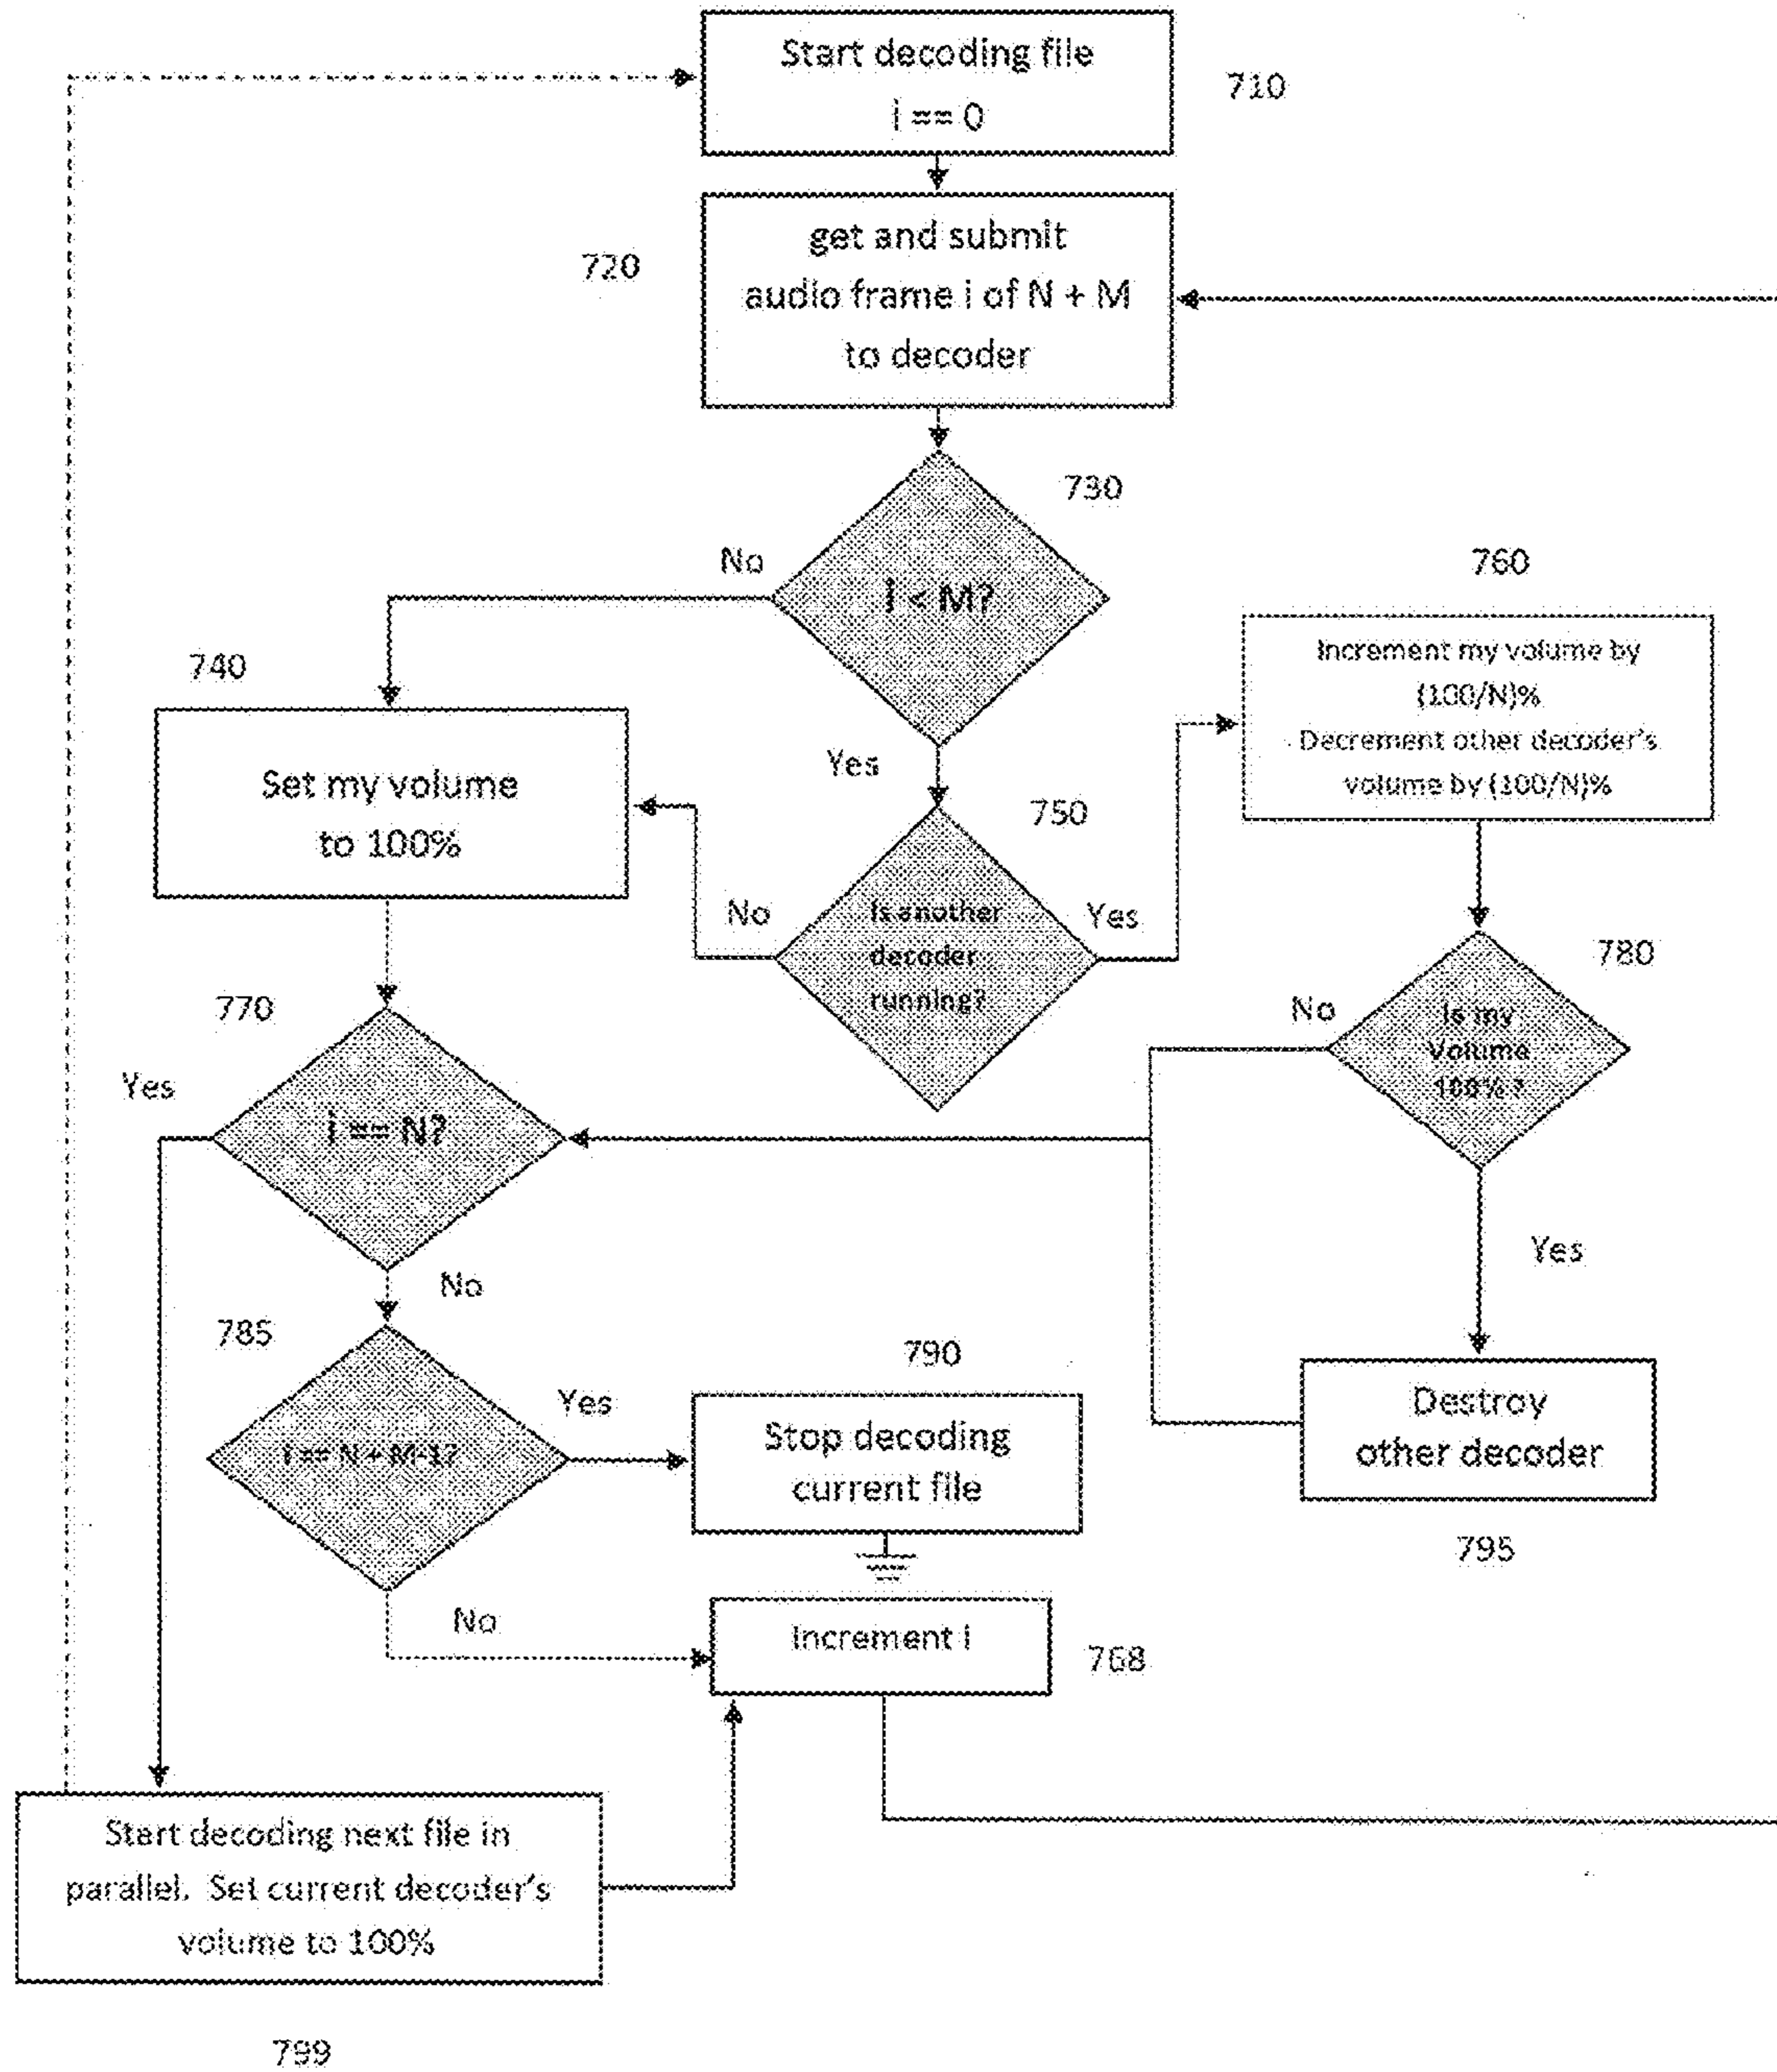 Start decoding file
i == 0
710
get and submit
audio frame i of N + M
to decoder
720
730
i < M?
No
Yes
740
Set my volume
to 100%
750
Is another
decoder
running?
No
Yes
760
Increment my volume by
(100/N)%
Decrement other decoder's
volume by (100/N)%
780
Is my
Volume
100% ?
No
Yes
770
i == N?
Yes
No
785
i == N + M-1?
Yes
No
790
Stop decoding
current file
Destroy
other decoder
795
Increment i
768
Start decoding next file in
parallel. Set current decoder's
volume to 100%
799